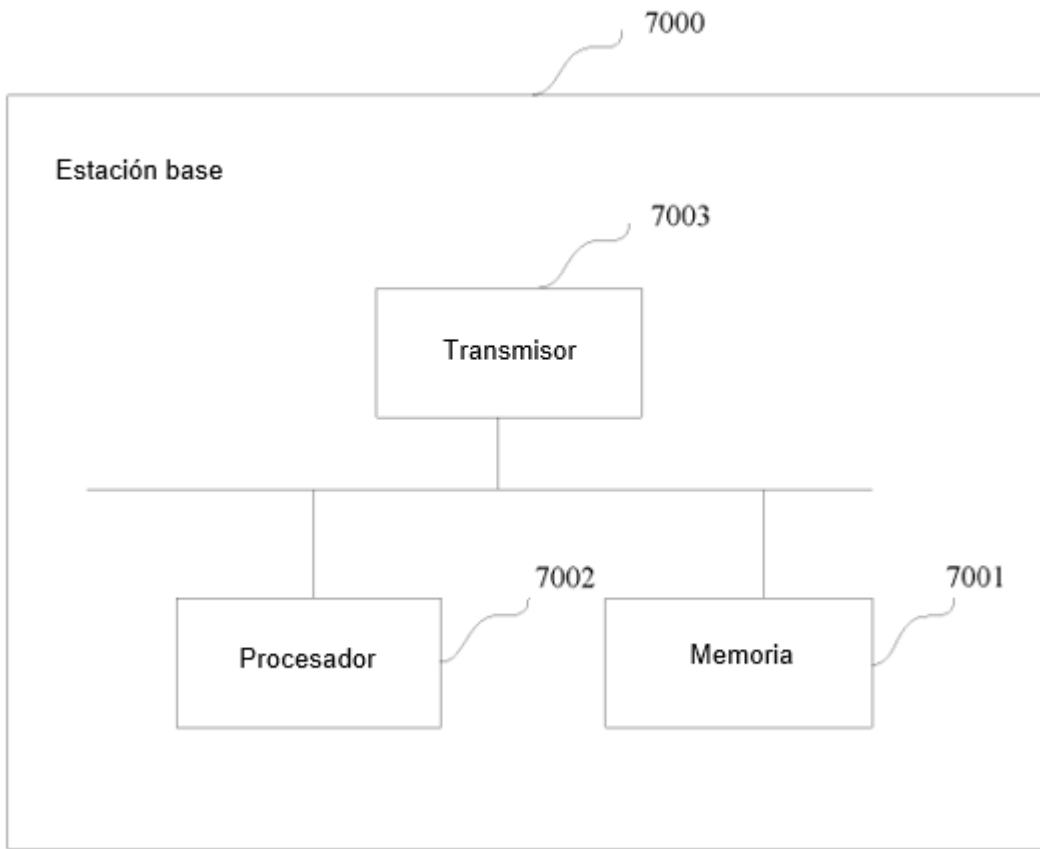 7000
Estación base
7003
Transmisor
7002
7001
Procesador
Memoria